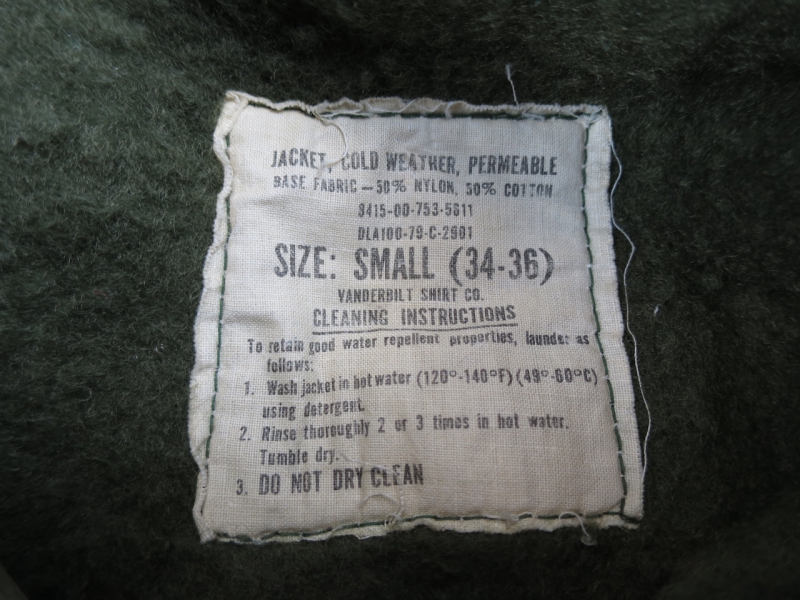 JACKET, COLD WEATHER, PERMEABLE
BASE FABRIC — 50% NYLON, 50% COTTON
8415-00-753-5611
DLA100-79-C-2901
SIZE: SMALL (34-36)
VANDERBILT SHIRT CO.
CLEANING INSTRUCTIONS
To retain good water repellent properties, launder as
follows:
1. Wash jacket in hot water (120°-140°F) (49°-60°C)
using detergent.
2. Rinse thoroughly 2 or 3 times in hot water.
Tumble dry.
3. DO NOT DRY CLEAN